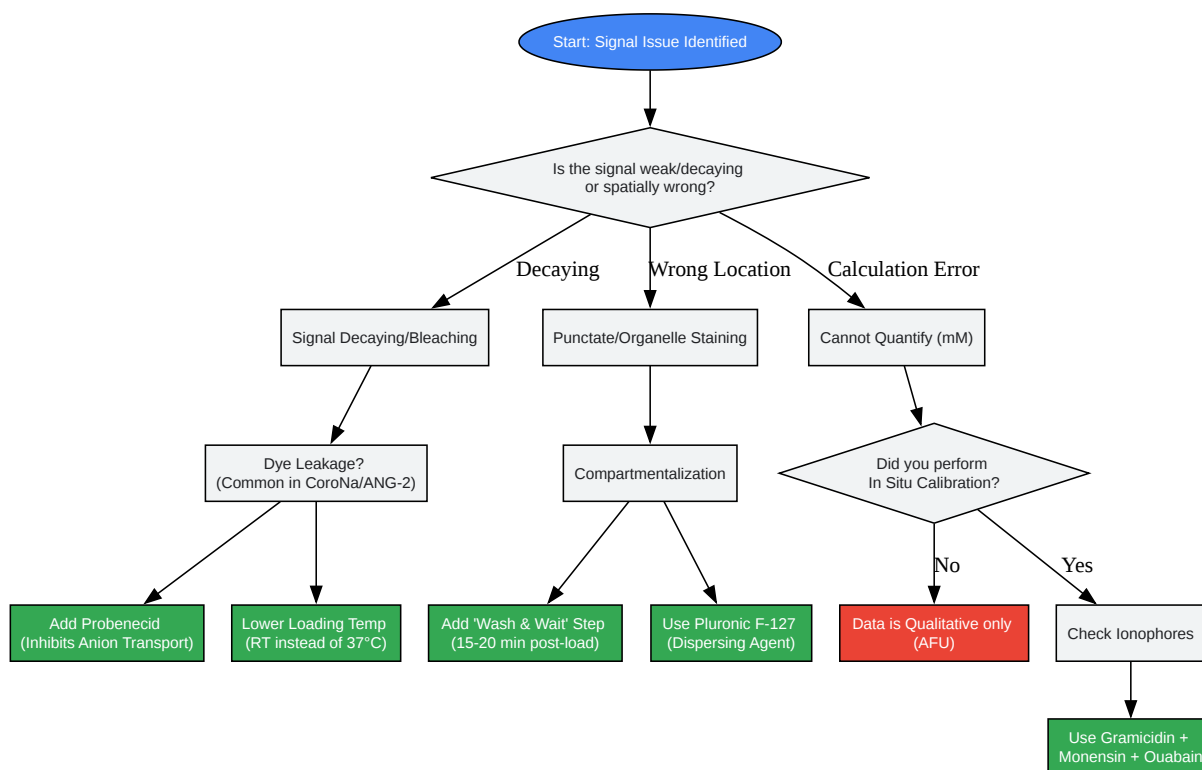 Start: Signal Issue Identified
Is the signal weak/decaying
or spatially wrong?
Decaying
Wrong Location
Calculation Error
Signal Decaying/Bleaching
Punctate/Organelle Staining
Cannot Quantify (mM)
Dye Leakage?
(Common in CoroNa/ANG-2)
Compartmentalization
Did you perform
In Situ Calibration?
No
Yes
Add Probenecid
(Inhibits Anion Transport)
Lower Loading Temp
(RT instead of 37°C)
Add 'Wash & Wait' Step
(15-20 min post-load)
Use Pluronic F-127
(Dispersing Agent)
Data is Qualitative only
(AFU)
Check Ionophores
Use Gramicidin +
Monensin + Ouabain